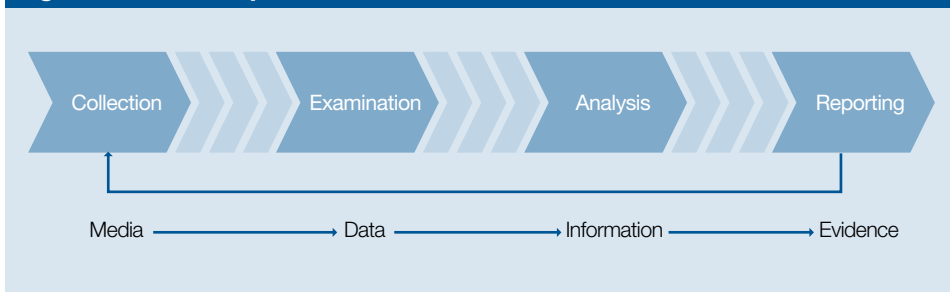 Collection Examination Analysis Reporting
Media Data Information Evidence